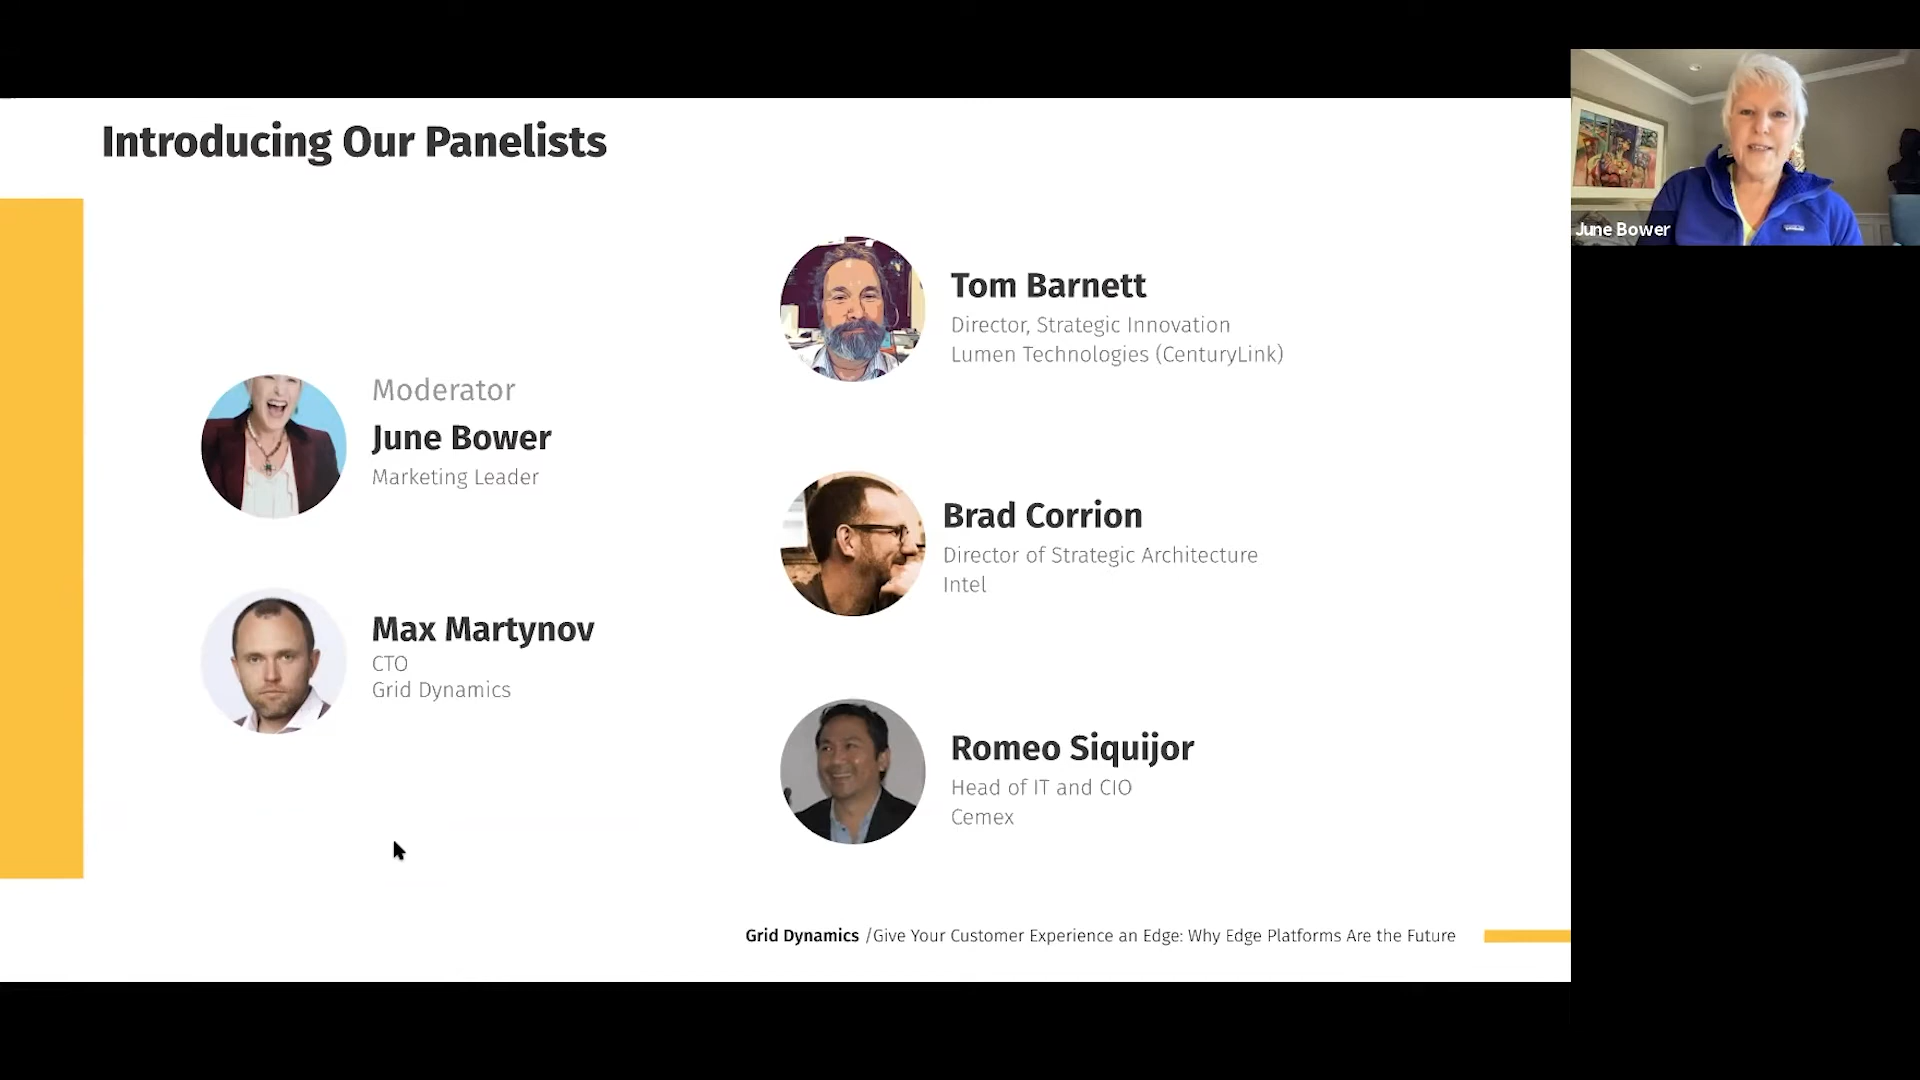 Introducing Our Panelists
Moderator
June Bower
Marketing Leader
Max Martynov
CTO
Grid Dynamics
Tom Barnett
Director, Strategic Innovation
Lumen Technologies (CenturyLink)
Brad Corrion
Director of Strategic Architecture
Intel
Romeo Siquijor
Head of IT and CIO
Cemex
Grid Dynamics /Give Your Customer Experience an Edge: Why Edge Platforms Are the Future
June Bower